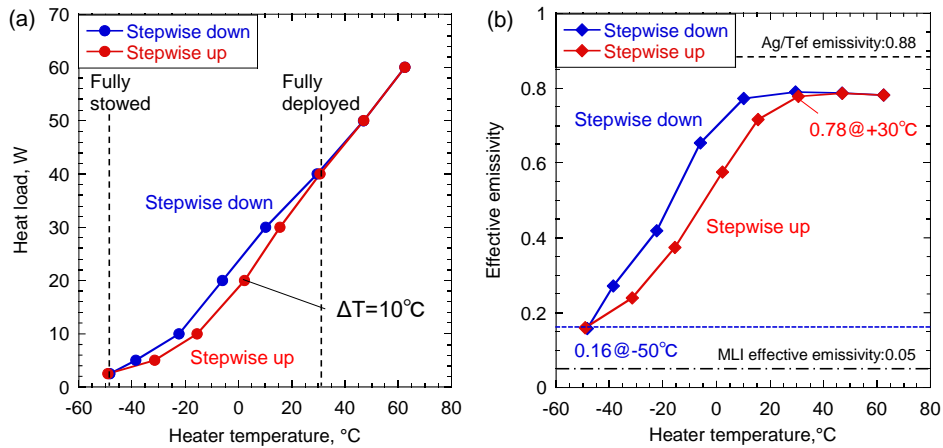 (a)
Stepwise down
Stepwise up
Fully
stowed
Fully
deployed
Stepwise down
ΔT=10℃
Stepwise up
70
60
50
40
30
20
10
0
-60
-40
-20
0
20
40
60
80
Heat load, W
Heater temperature, °C
(b)
Stepwise down
Stepwise up
Ag/Tef emissivity:0.88
Stepwise down
0.78@+30℃
Stepwise up
0.16@-50℃
MLI effective emissivity:0.05
1
0.8
0.6
0.4
0.2
0
-60
-40
-20
0
20
40
60
80
Effective emissivity
Heater temperature, °C